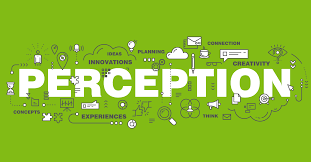 IDEAS
PLANNING
CONNECTION
INNOVATIONS
CREATIVITY
PERCEPTION
CONCEPTS
EXPERIENCES
THINK